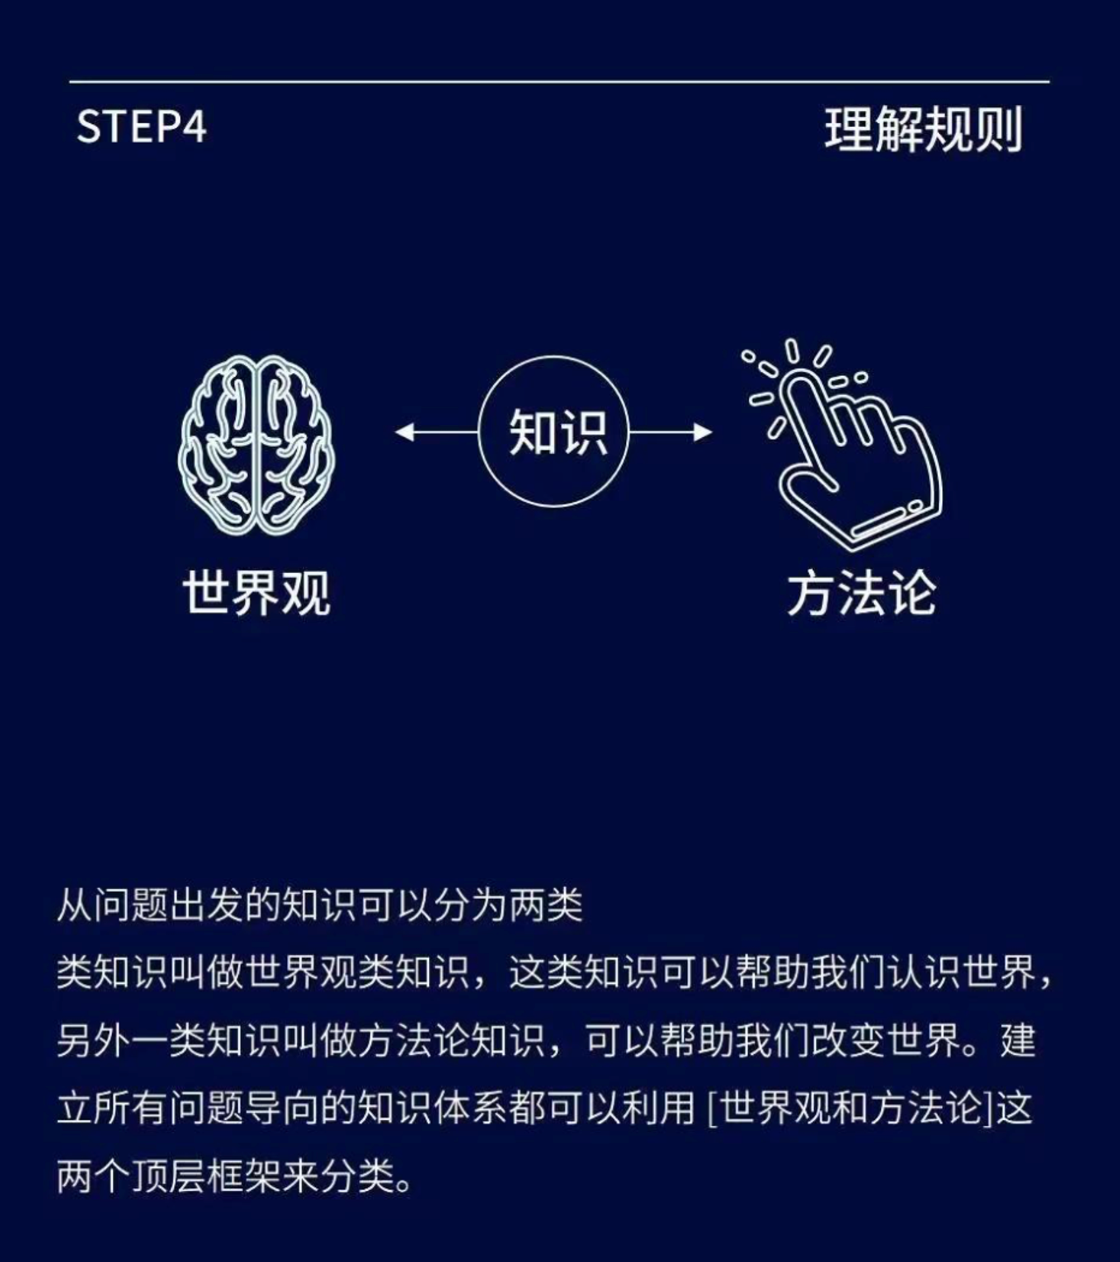 STEP4 理解规则
知识
世界观 方法论
从问题出发的知识可以分为两类
类知识叫做世界观类知识，这类知识可以帮助我们认识世界，
另外一类知识叫做方法论知识，可以帮助我们改变世界。建
立所有问题导向的知识体系都可以利用 [世界观和方法论]这
两个顶层框架来分类。